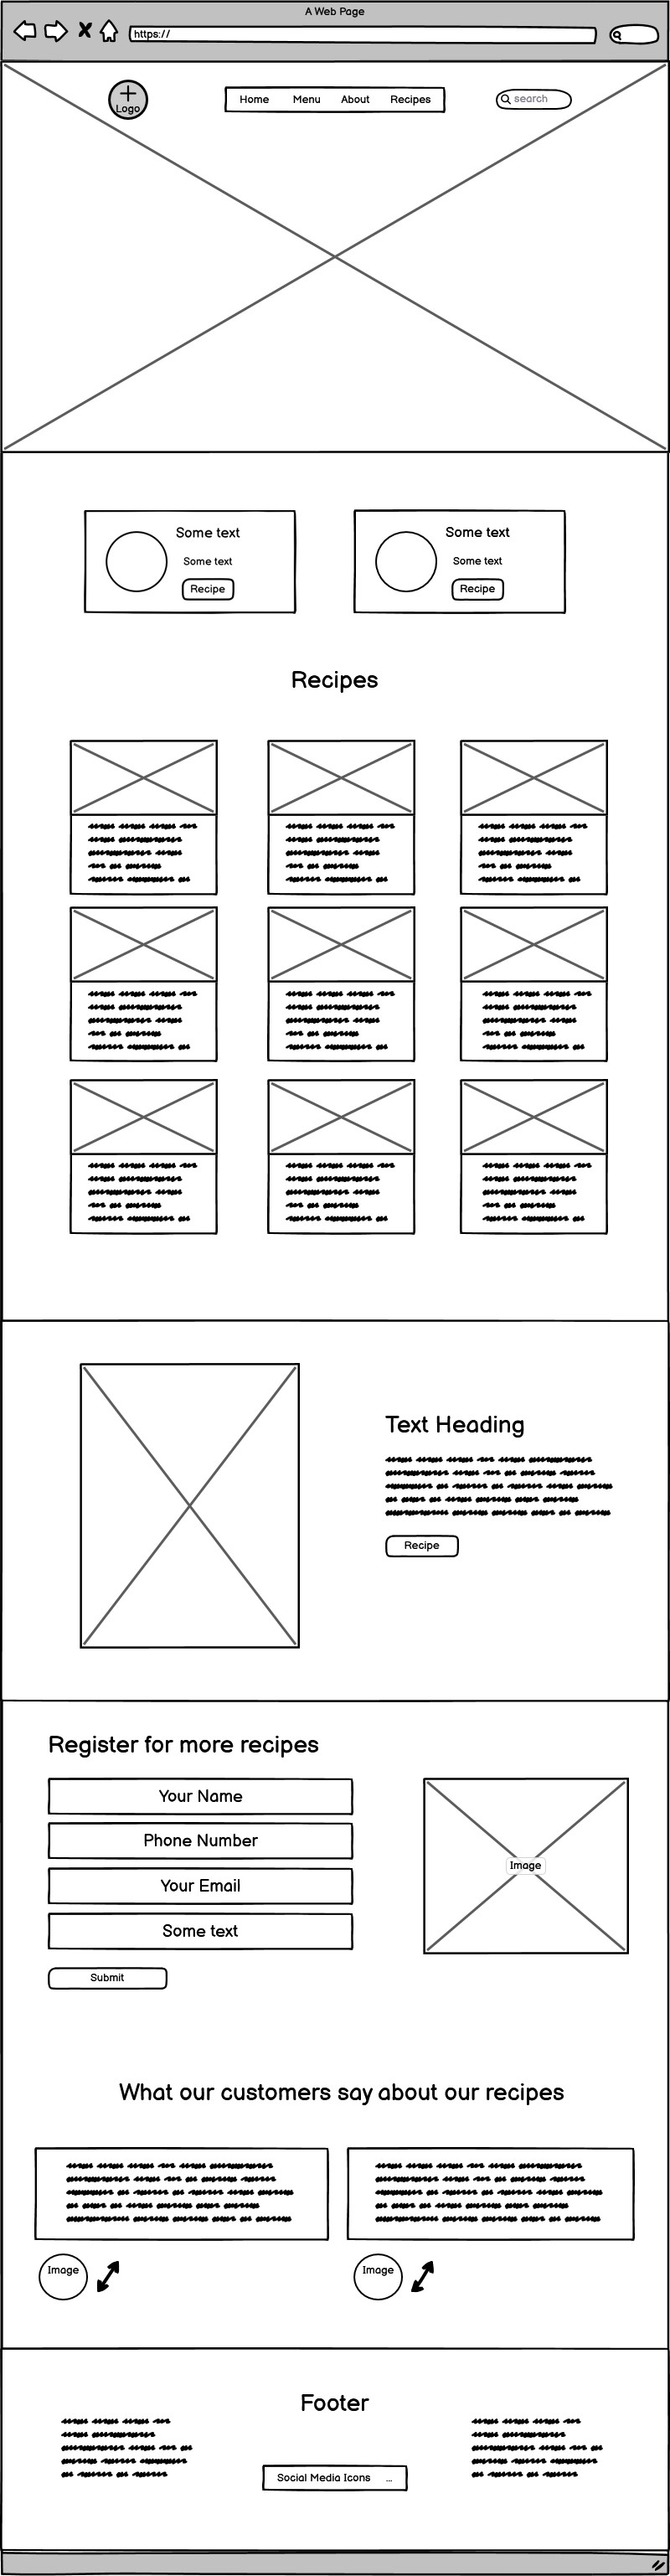 A Web Page
https://
Logo
Home Menu About Recipes
search
Some text
Some text
Recipe
Some text
Some text
Recipe
Recipes
Text Heading
Recipe
Register for more recipes
Your Name
Phone Number
Your Email
Some text
Submit
Image
What our customers say about our recipes
Image
Image
Footer
Social Media Icons ...